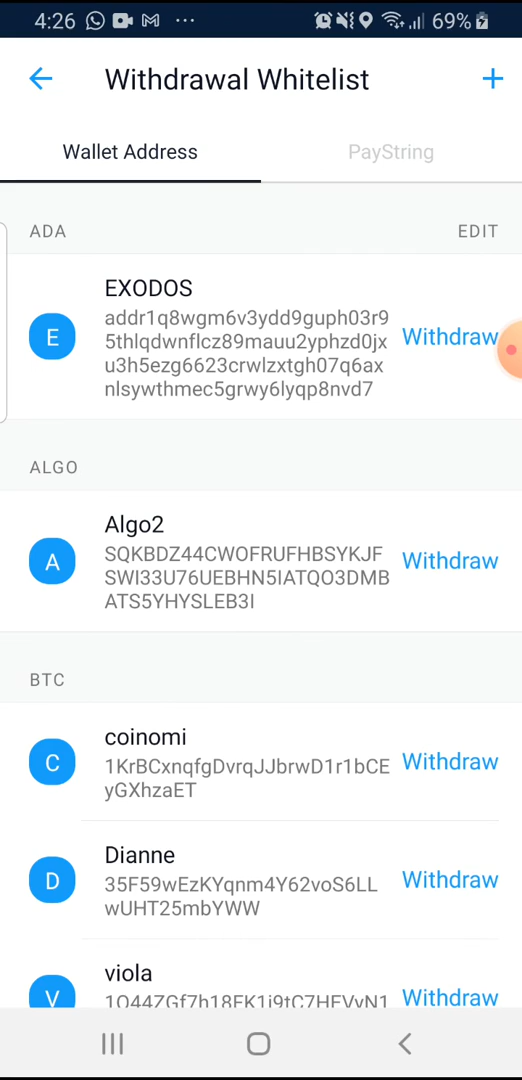 4:26 69%
Withdrawal Whitelist
Wallet Address PayString
ADA EDIT
EXODOS
addr1q8wgm6v3ydd9guph03r9
5thlqdwnflcz89mauu2yphzd0jx
u3h5ezg6623crwlzxtgh07q6ax
nlsywthmec5grwy6lyqp8nvd7
Withdraw
E
ALGO
Algo2
SQKBDZ44CWOFRUFHBSYKJF
SWI33U76UEBHN5IATQO3DMB
ATS5YHYSLEB3I
Withdraw
A
BTC
coinomi
1KrBCxnqfgDvrqJJbrwD1r1bCE
yGXhzaET
Withdraw
C
Dianne
35F59wEzKYqnm4Y62voS6LL
wUHT25mbYWW
Withdraw
D
viola
Withdraw
V